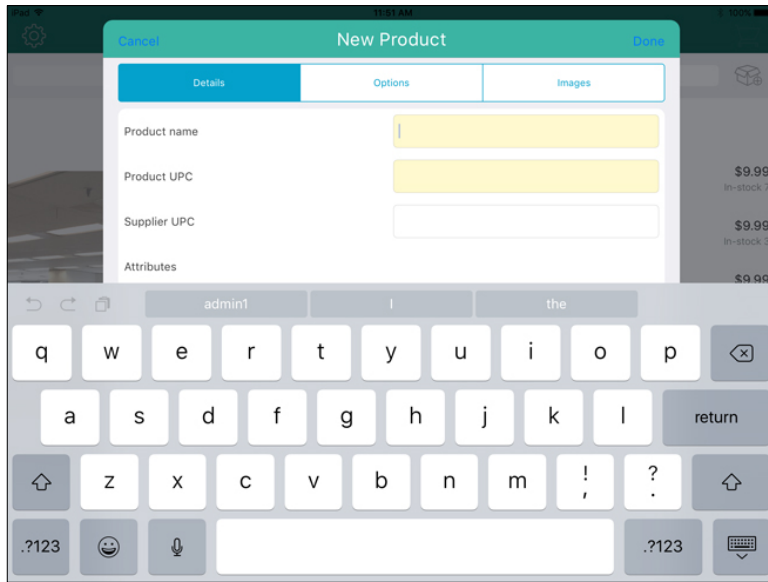 iPad 11:51 AM 100%
Cancel New Product Done
Details Options Images
Product name
Product UPC
Supplier UPC
Attributes
$9.99
In-stock
$9.99
In-stock
$9.99
admin1 I the
q w e r t y u i o p
a s d f g h j k l return
z x c v b n m ! , ? .
.?123 .?123